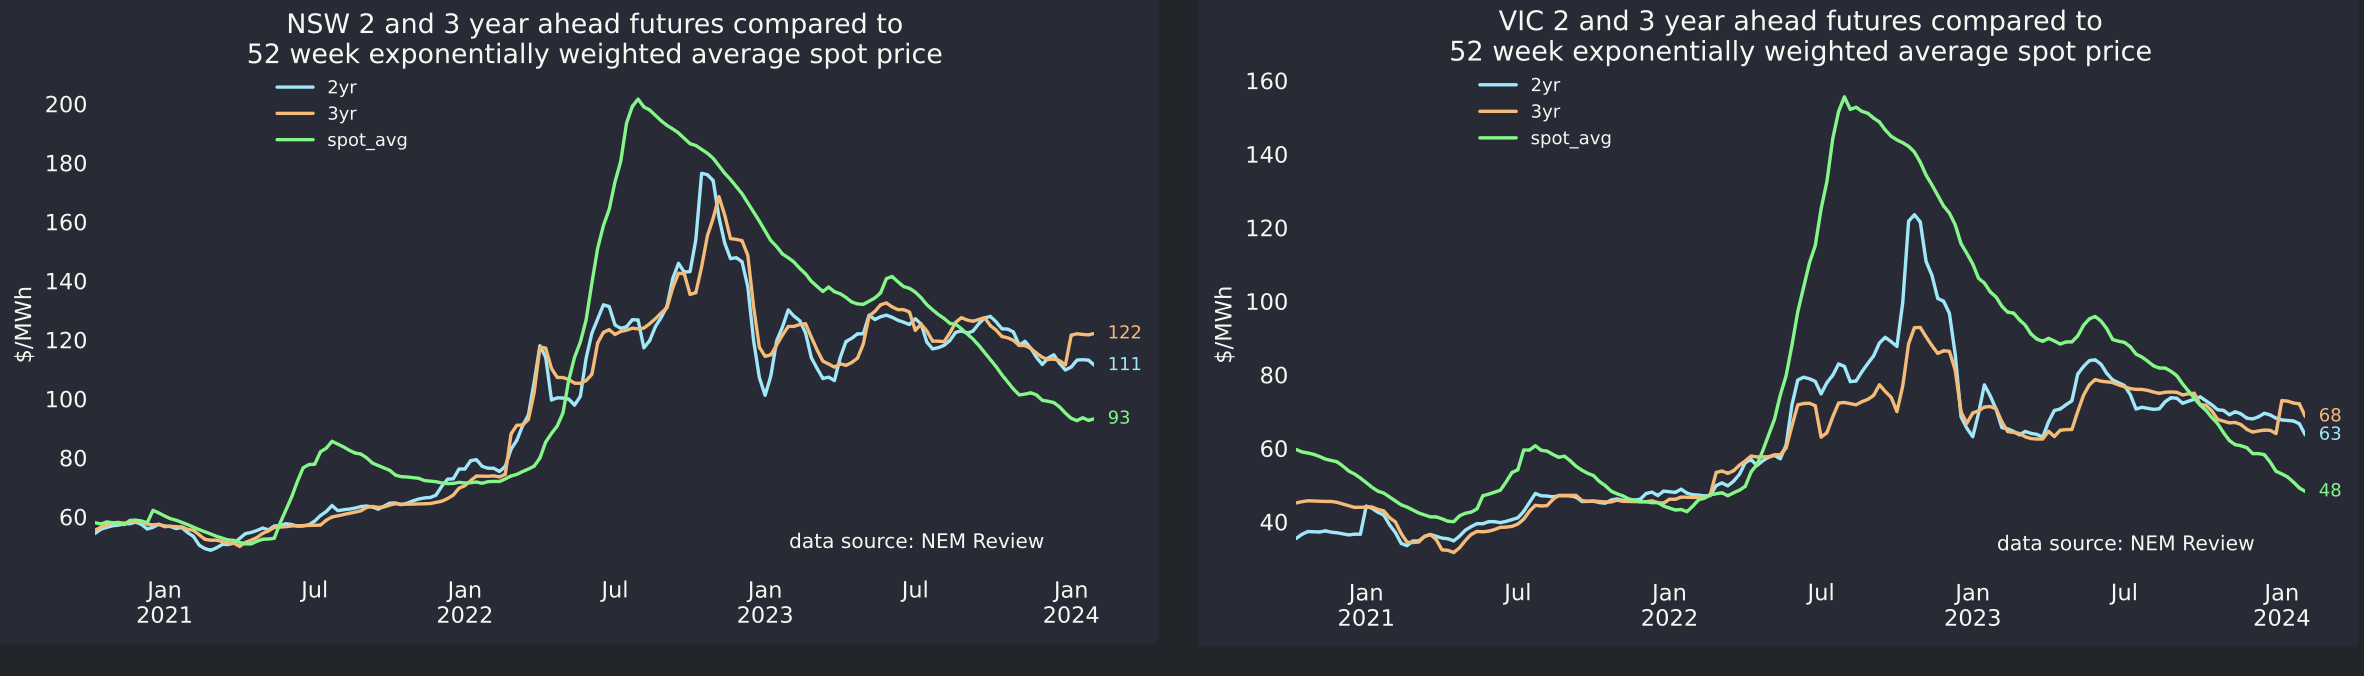 NSW 2 and 3 year ahead futures compared to
52 week exponentially weighted average spot price
2yr
3yr
spot_avg
200
180
160
140
120
100
80
60
$/MWh
122
111
93
data source: NEM Review
Jan
2021
Jul
Jan
2022
Jul
Jan
2023
Jul
Jan
2024
VIC 2 and 3 year ahead futures compared to
52 week exponentially weighted average spot price
2yr
3yr
spot_avg
160
140
120
100
80
60
40
$/MWh
68
63
48
data source: NEM Review
Jan
2021
Jul
Jan
2022
Jul
Jan
2023
Jul
Jan
2024